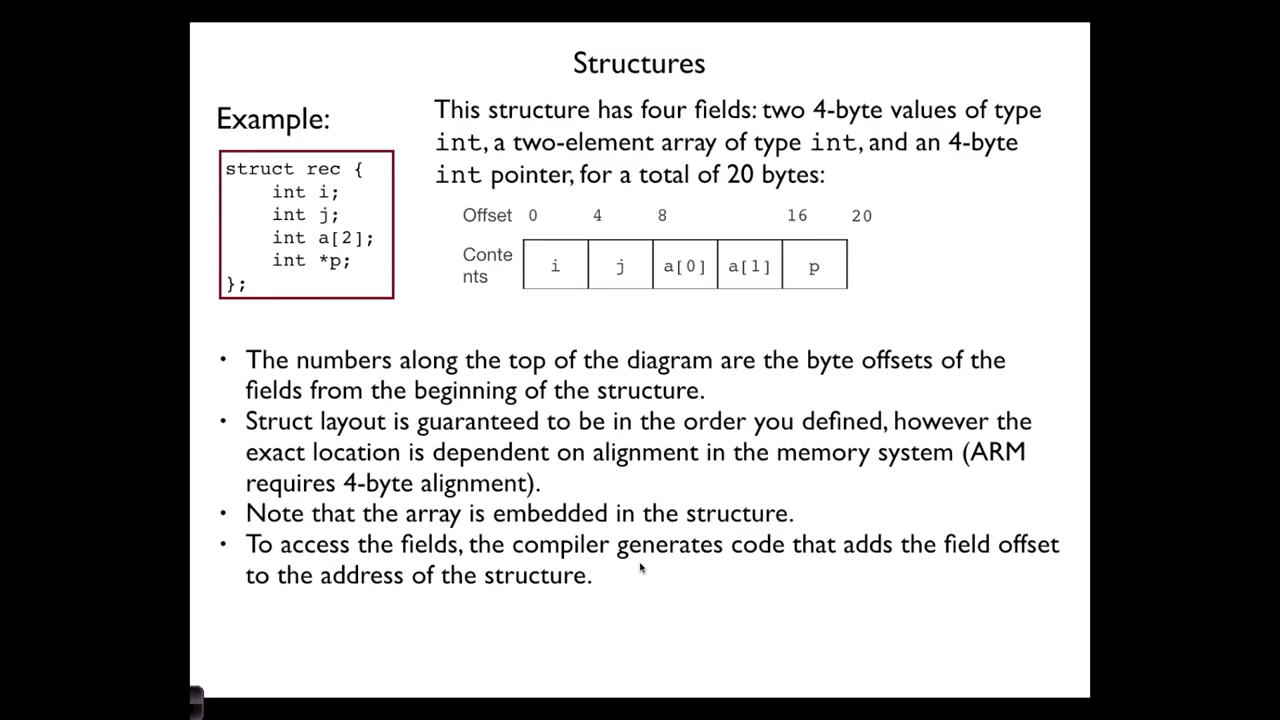 Structures
Example:
struct rec {
int i;
int j;
int a[2];
int *p;
};
This structure has four fields: two 4-byte values of type
int, a two-element array of type int, and an 4-byte
int pointer, for a total of 20 bytes:
Offset 0 4 8 16 20
Conte
nts
i j a[0] a[1] p
• The numbers along the top of the diagram are the byte offsets of the
fields from the beginning of the structure.
• Struct layout is guaranteed to be in the order you defined, however the
exact location is dependent on alignment in the memory system (ARM
requires 4-byte alignment).
• Note that the array is embedded in the structure.
• To access the fields, the compiler generates code that adds the field offset
to the address of the structure.